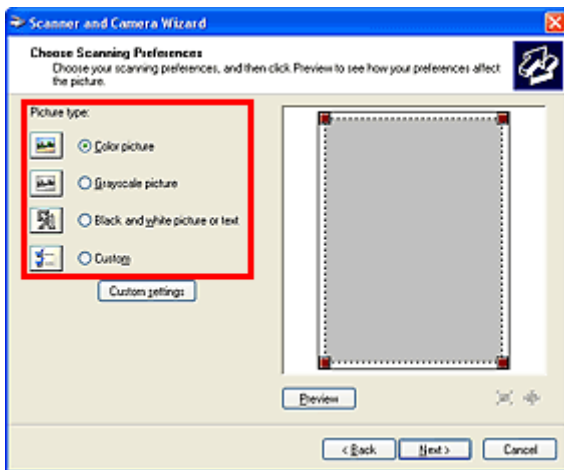 Scanner and Camera Wizard
Choose Scanning Preferences
Choose your scanning preferences, and then click Preview to see how your preferences affect
the picture.
Picture type:
Color picture
Grayscale picture
Black and white picture or text
Custom
Custom settings
Preview
< Back
Next >
Cancel